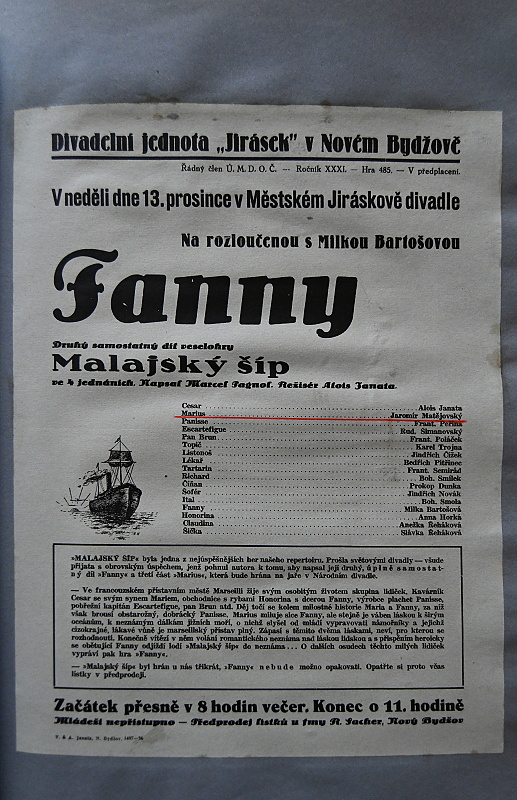 Divadelní jednota „Jirásek" v Novém Bydžově
Řádný člen Ú. M. D. O. Č. — Ročník XXXI. — Hra 485. — V předplacení.
V neděli dne 13. prosince v Městském Jiráskově divadle
Na rozloučenou s Milkou Bartošovou
Fanny
Druhý samostatný díl veselohry
Malajský šíp
ve 4 jednáních. Napsal Marcel Pagnol. Režisér Alois Janata.
Cesar Alois Janata
Marius Jaromír Matějovský
Panisse Frant. Peřina
Escartefigue Rud. Simanovský
Pan Brun Frant. Poláček
Topič Karel Trojna
Listonoš Jindřich Čížek
Lékař Bedřich Pitřinec
Tartarin Frant. Semirád
Richard Boh. Smilek
Číňan Prokop Dumka
Šofér Jindřich Novák
Ital Boh. Smola
Fanny Milka Bartošová
Honorina Anna Horká
Claudina Anežka Řeháková
Šička Slávka Řeháková
»MALAJSKÝ ŠÍP« byla jedna z nejúspěšnějších her našeho repertoiru. Prošla světovými divadly — všude
přijata s obrovským úspěchem, jenž pohnul autora k tomu, aby napsal její druhý, úplně samostat-
ný díl »Fanny« a třetí část »Marius«, která bude hrána na jaře v Národním divadle.
— Ve francouzském přístavním městě Marseilli žije svým osobitým životem skupina lidiček. Kavárník
Cesar se svým synem Mariem, obchodnice s rybami Honorina s dcerou Fanny, výrobce plachet Panisse,
pobřežní kapitán Escartefigue, pan Brun atd. Děj točí se kolem milostné historie Maria a Fanny, za níž
však brousí obstarožný, dobrácký Panisse. Marius miluje sice Fanny, ale stejně je váben láskou k širým
oceánům, k neznámým dálkám jižních moří, o nichž slyšel od mládí vypravovati námořníky a jejichž
cizokrajné, lákavé vůně je marseillský přístav plný. Zápasí s těmito dvěma láskami, neví, pro kterou se
rozhodnouti. Konečně vítězí v něm volání romantického neznáma nad láskou lidskou a s přispěním heroicky
se obětující Fanny odjíždí lodí »Malajský šíp« do neznáma... O dalších osudech těchto milých lidiček
vypráví pak hra »Fanny«.
— »Malajský šíp« byl hrán u nás třikrát, »Fanny« nebude možno opakovati. Opatřte si proto včas
lístky v předprodeji.
Začátek přesně v 8 hodin večer. Konec o 11. hodině
Mládeži nepřístupno — Předprodej lístků u fmy R. Sacher, Nový Bydžov